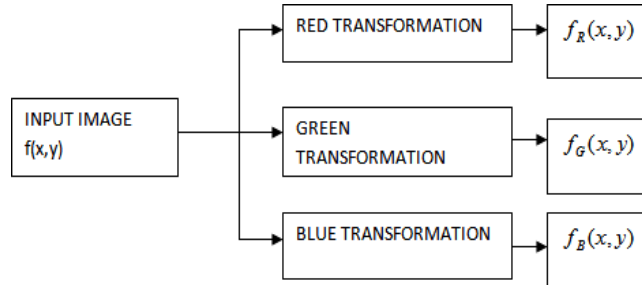 RED TRANSFORMATION
f_R(x, y)
INPUT IMAGE
f(x,y)
GREEN
TRANSFORMATION
f_G(x, y)
BLUE TRANSFORMATION
f_B(x, y)